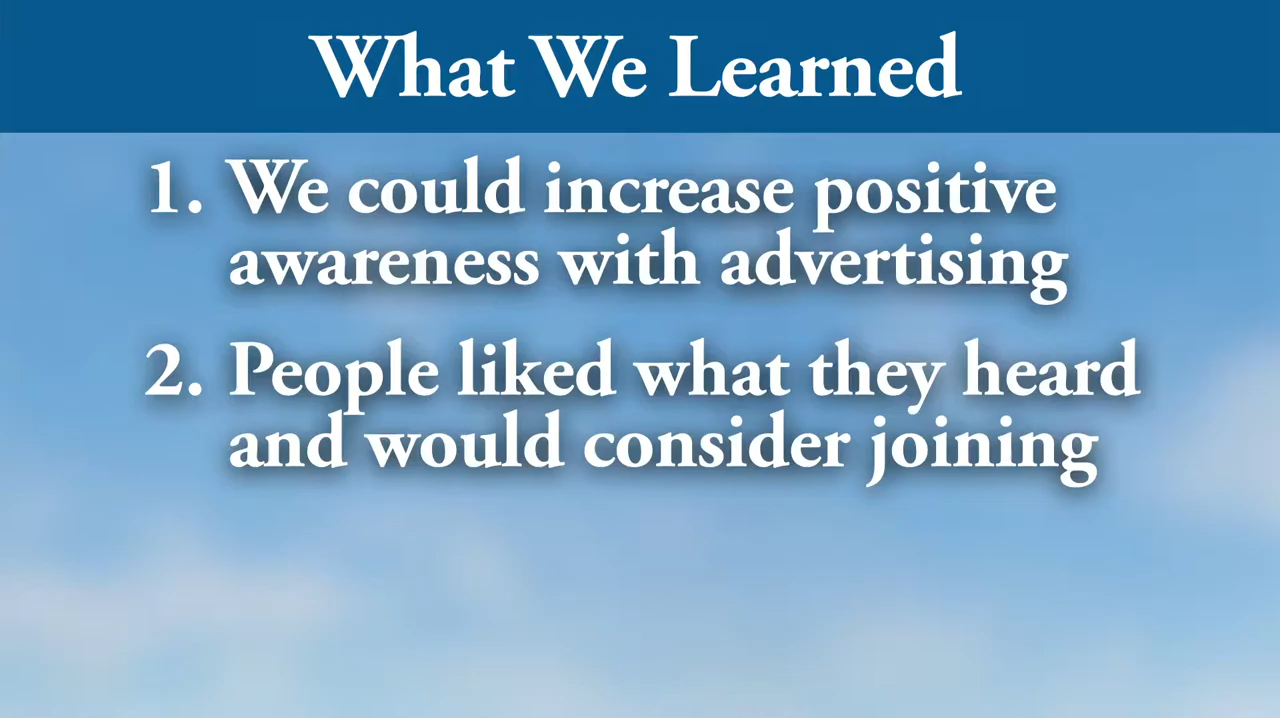 What We Learned
1. We could increase positive
awareness with advertising
2. People liked what they heard
and would consider joining